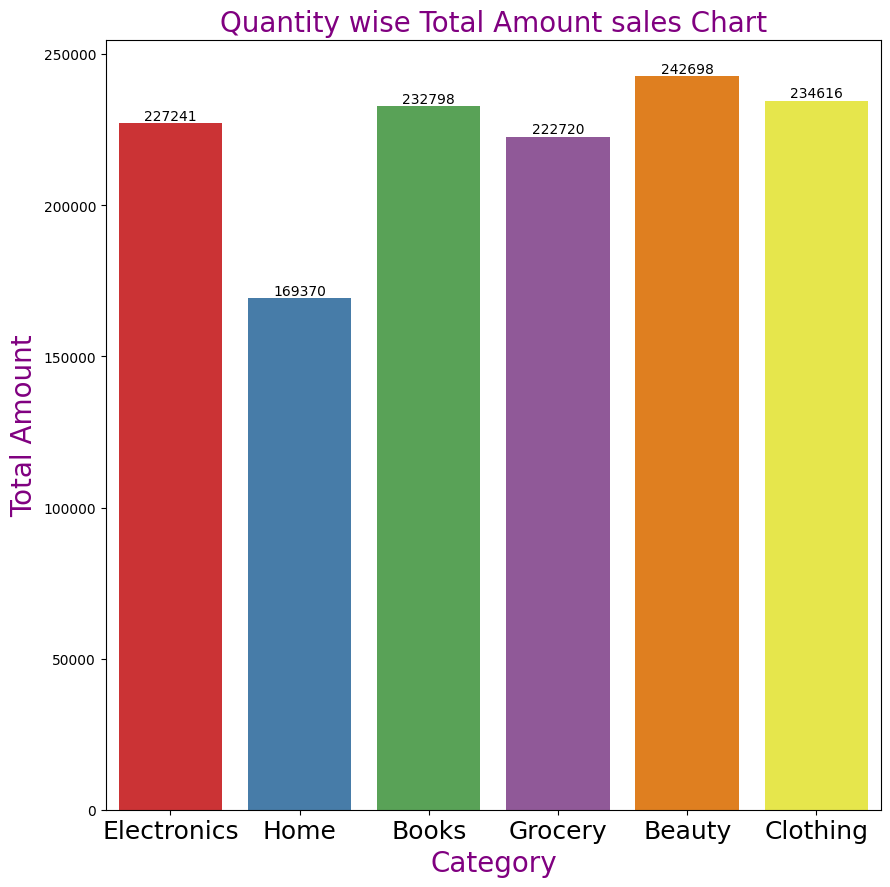 Quantity wise Total Amount sales Chart
250000
200000
150000
100000
50000
0
Total Amount
227241
169370
232798
222720
242698
234616
Electronics
Home
Books
Grocery
Beauty
Clothing
Category